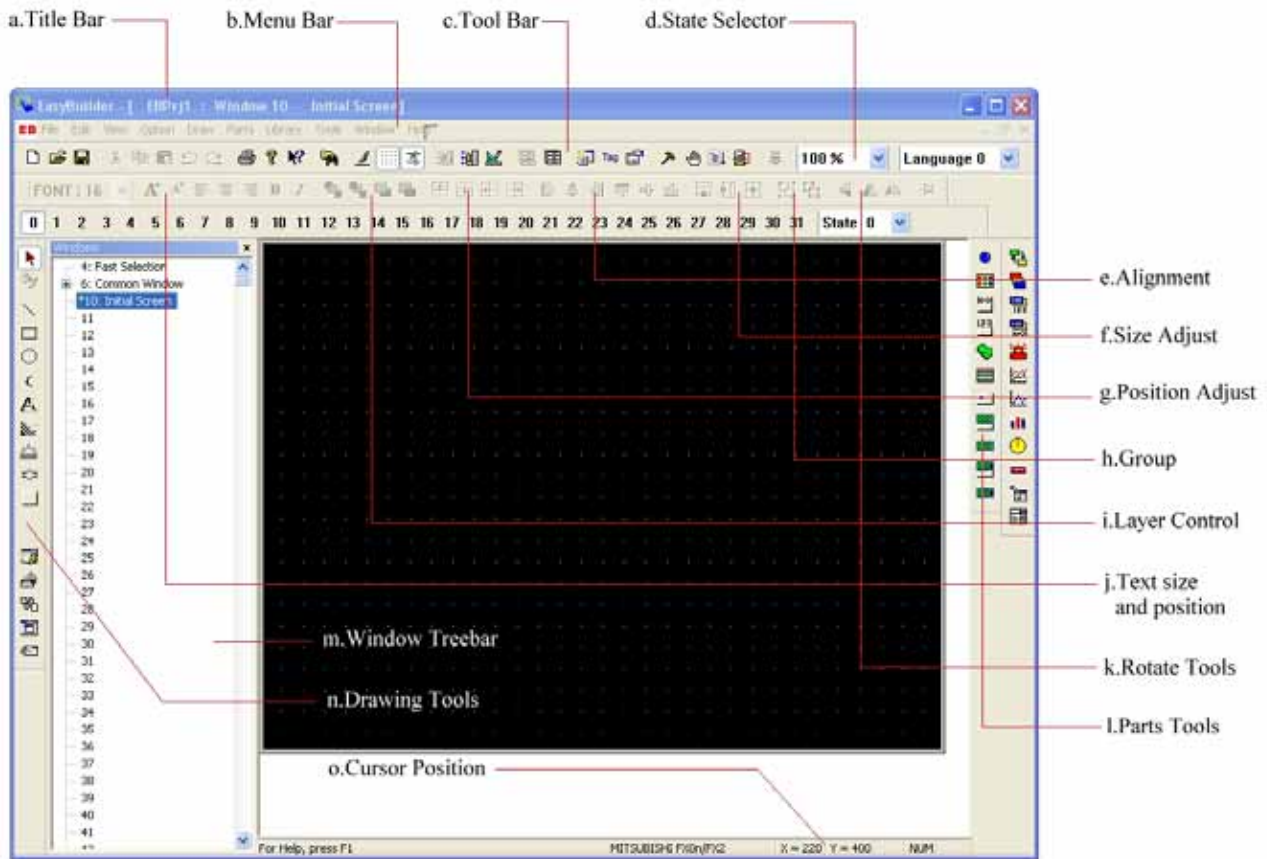 a.Title Bar
b.Menu Bar
c.Tool Bar
d.State Selector
EasyBuilder - [ EBPrj1 : Window 10 - Initial Screen]
File Edit View Option Draw Parts Library Tools Window Help
100 %
Language 0
FONT: 16
0 1 2 3 4 5 6 7 8 9 10 11 12 13 14 15 16 17 18 19 20 21 22 23 24 25 26 27 28 29 30 31 State 0
Windows
4: Fast Selection
6: Common Window
*10: Initial Screen
11
12
13
14
15
16
17
18
19
20
21
22
23
24
25
26
27
28
29
30
31
32
33
34
35
36
37
38
39
40
41
e.Alignment
f.Size Adjust
g.Position Adjust
h.Group
i.Layer Control
j.Text size
and position
k.Rotate Tools
l.Parts Tools
m.Window Treebar
n.Drawing Tools
o.Cursor Position
For Help, press F1
MITSUBISHI FX0n/FX2
X = 220 Y = 400
NUM